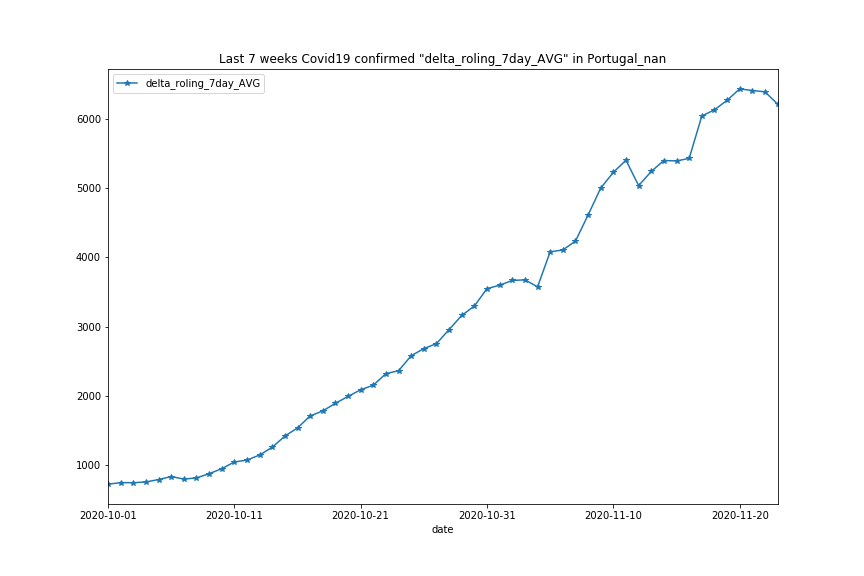 Last 7 weeks Covid19 confirmed "delta_roling_7day_AVG" in Portugal_nan
delta_roling_7day_AVG
6000
5000
4000
3000
2000
1000
2020-10-01 2020-10-11 2020-10-21 2020-10-31 2020-11-10 2020-11-20
date